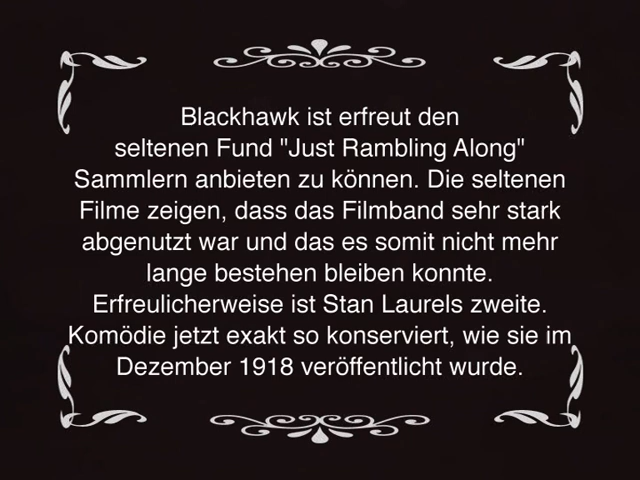 Blackhawk ist erfreut den
seltenen Fund "Just Rambling Along"
Sammlern anbieten zu können. Die seltenen
Filme zeigen, dass das Filmband sehr stark
abgenutzt war und das es somit nicht mehr
lange bestehen bleiben konnte.
Erfreulicherweise ist Stan Laurels zweite.
Komödie jetzt exakt so konserviert, wie sie im
Dezember 1918 veröffentlicht wurde.